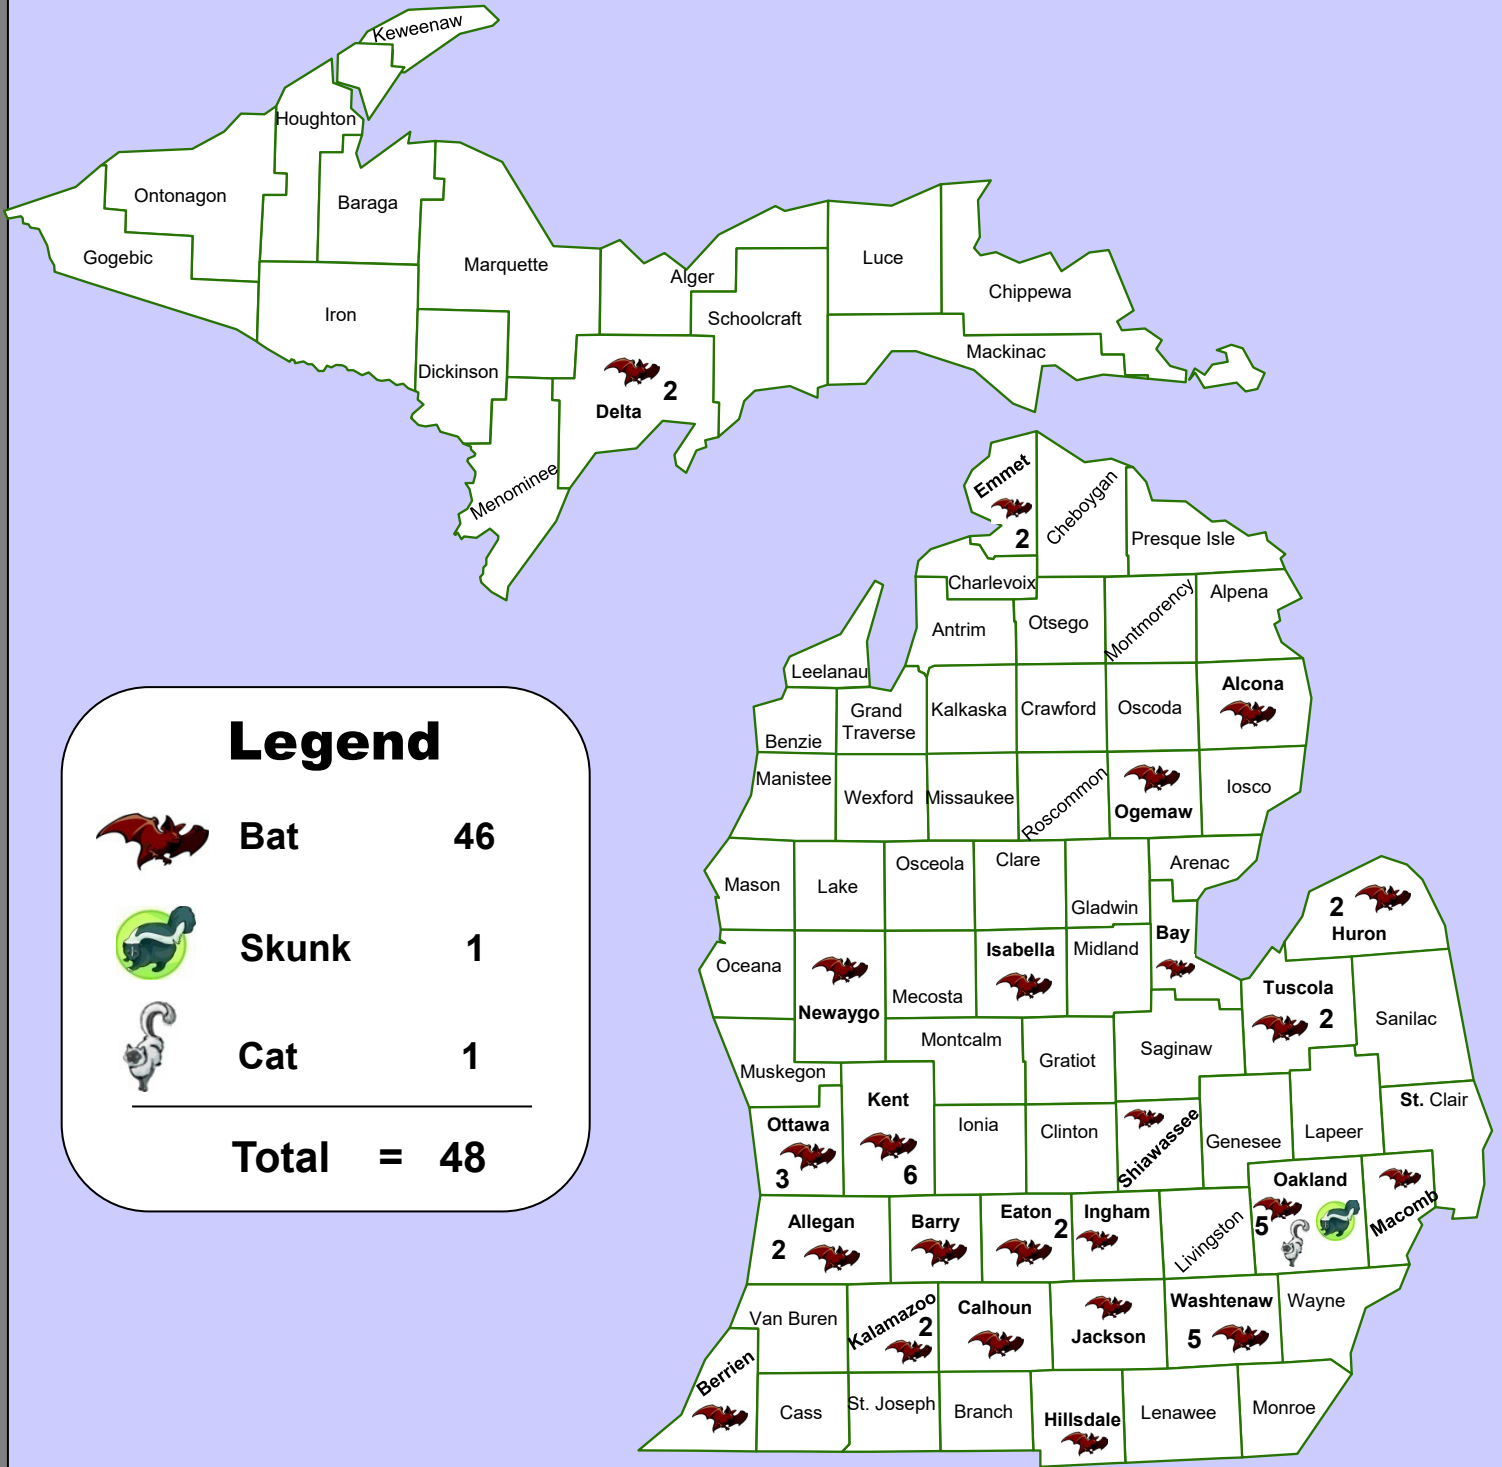 Keweenaw
Houghton
Ontonagon
Baraga
Gogebic
Marquette
Iron
Dickinson
Menominee
Alger
Schoolcraft
Luce
Chippewa
Mackinac
2
Delta
Emmet
2
Cheboygan
Presque Isle
Charlevoix
Antrim
Otsego
Montmorency
Alpena
Leelanau
Benzie
Grand
Traverse
Kalkaska
Crawford
Oscoda
Alcona
Manistee
Wexford
Missaukee
Roscommon
Ogemaw
Iosco
Mason
Lake
Osceola
Clare
Gladwin
Arenac
2
Huron
Oceana
Newaygo
Mecosta
Isabella
Midland
Bay
Tuscola
2
Sanilac
Muskegon
Montcalm
Gratiot
Saginaw
Ottawa
3
Kent
6
Ionia
Clinton
Shiawassee
Genesee
Lapeer
St. Clair
Allegan
2
Barry
Eaton
2
Ingham
Livingston
Oakland
5
Macomb
Van Buren
Kalamazoo
2
Calhoun
Jackson
Washtenaw
5
Wayne
Berrien
Cass
St. Joseph
Branch
Hillsdale
Lenawee
Monroe
Legend
Bat 46
Skunk 1
Cat 1
Total = 48